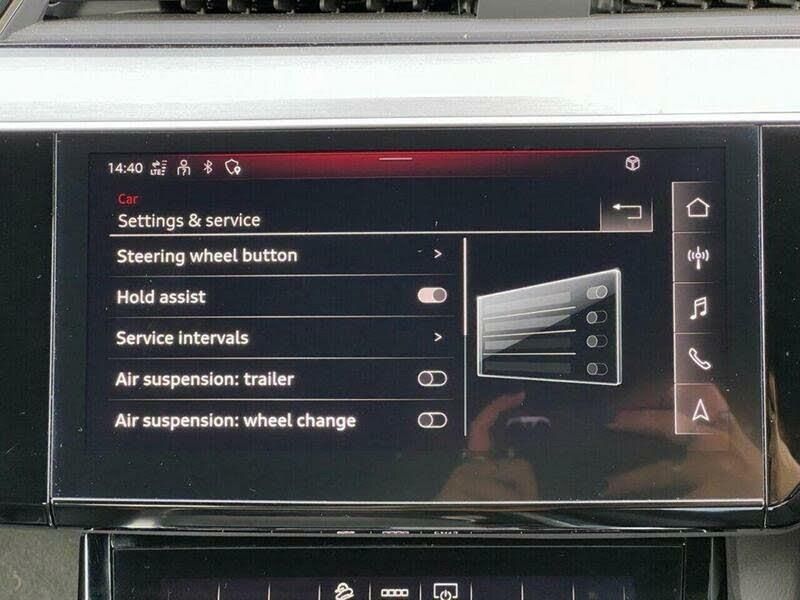 14:40 LTE
Car
Settings & service
Steering wheel button
Hold assist
Service intervals
Air suspension: trailer
Air suspension: wheel change